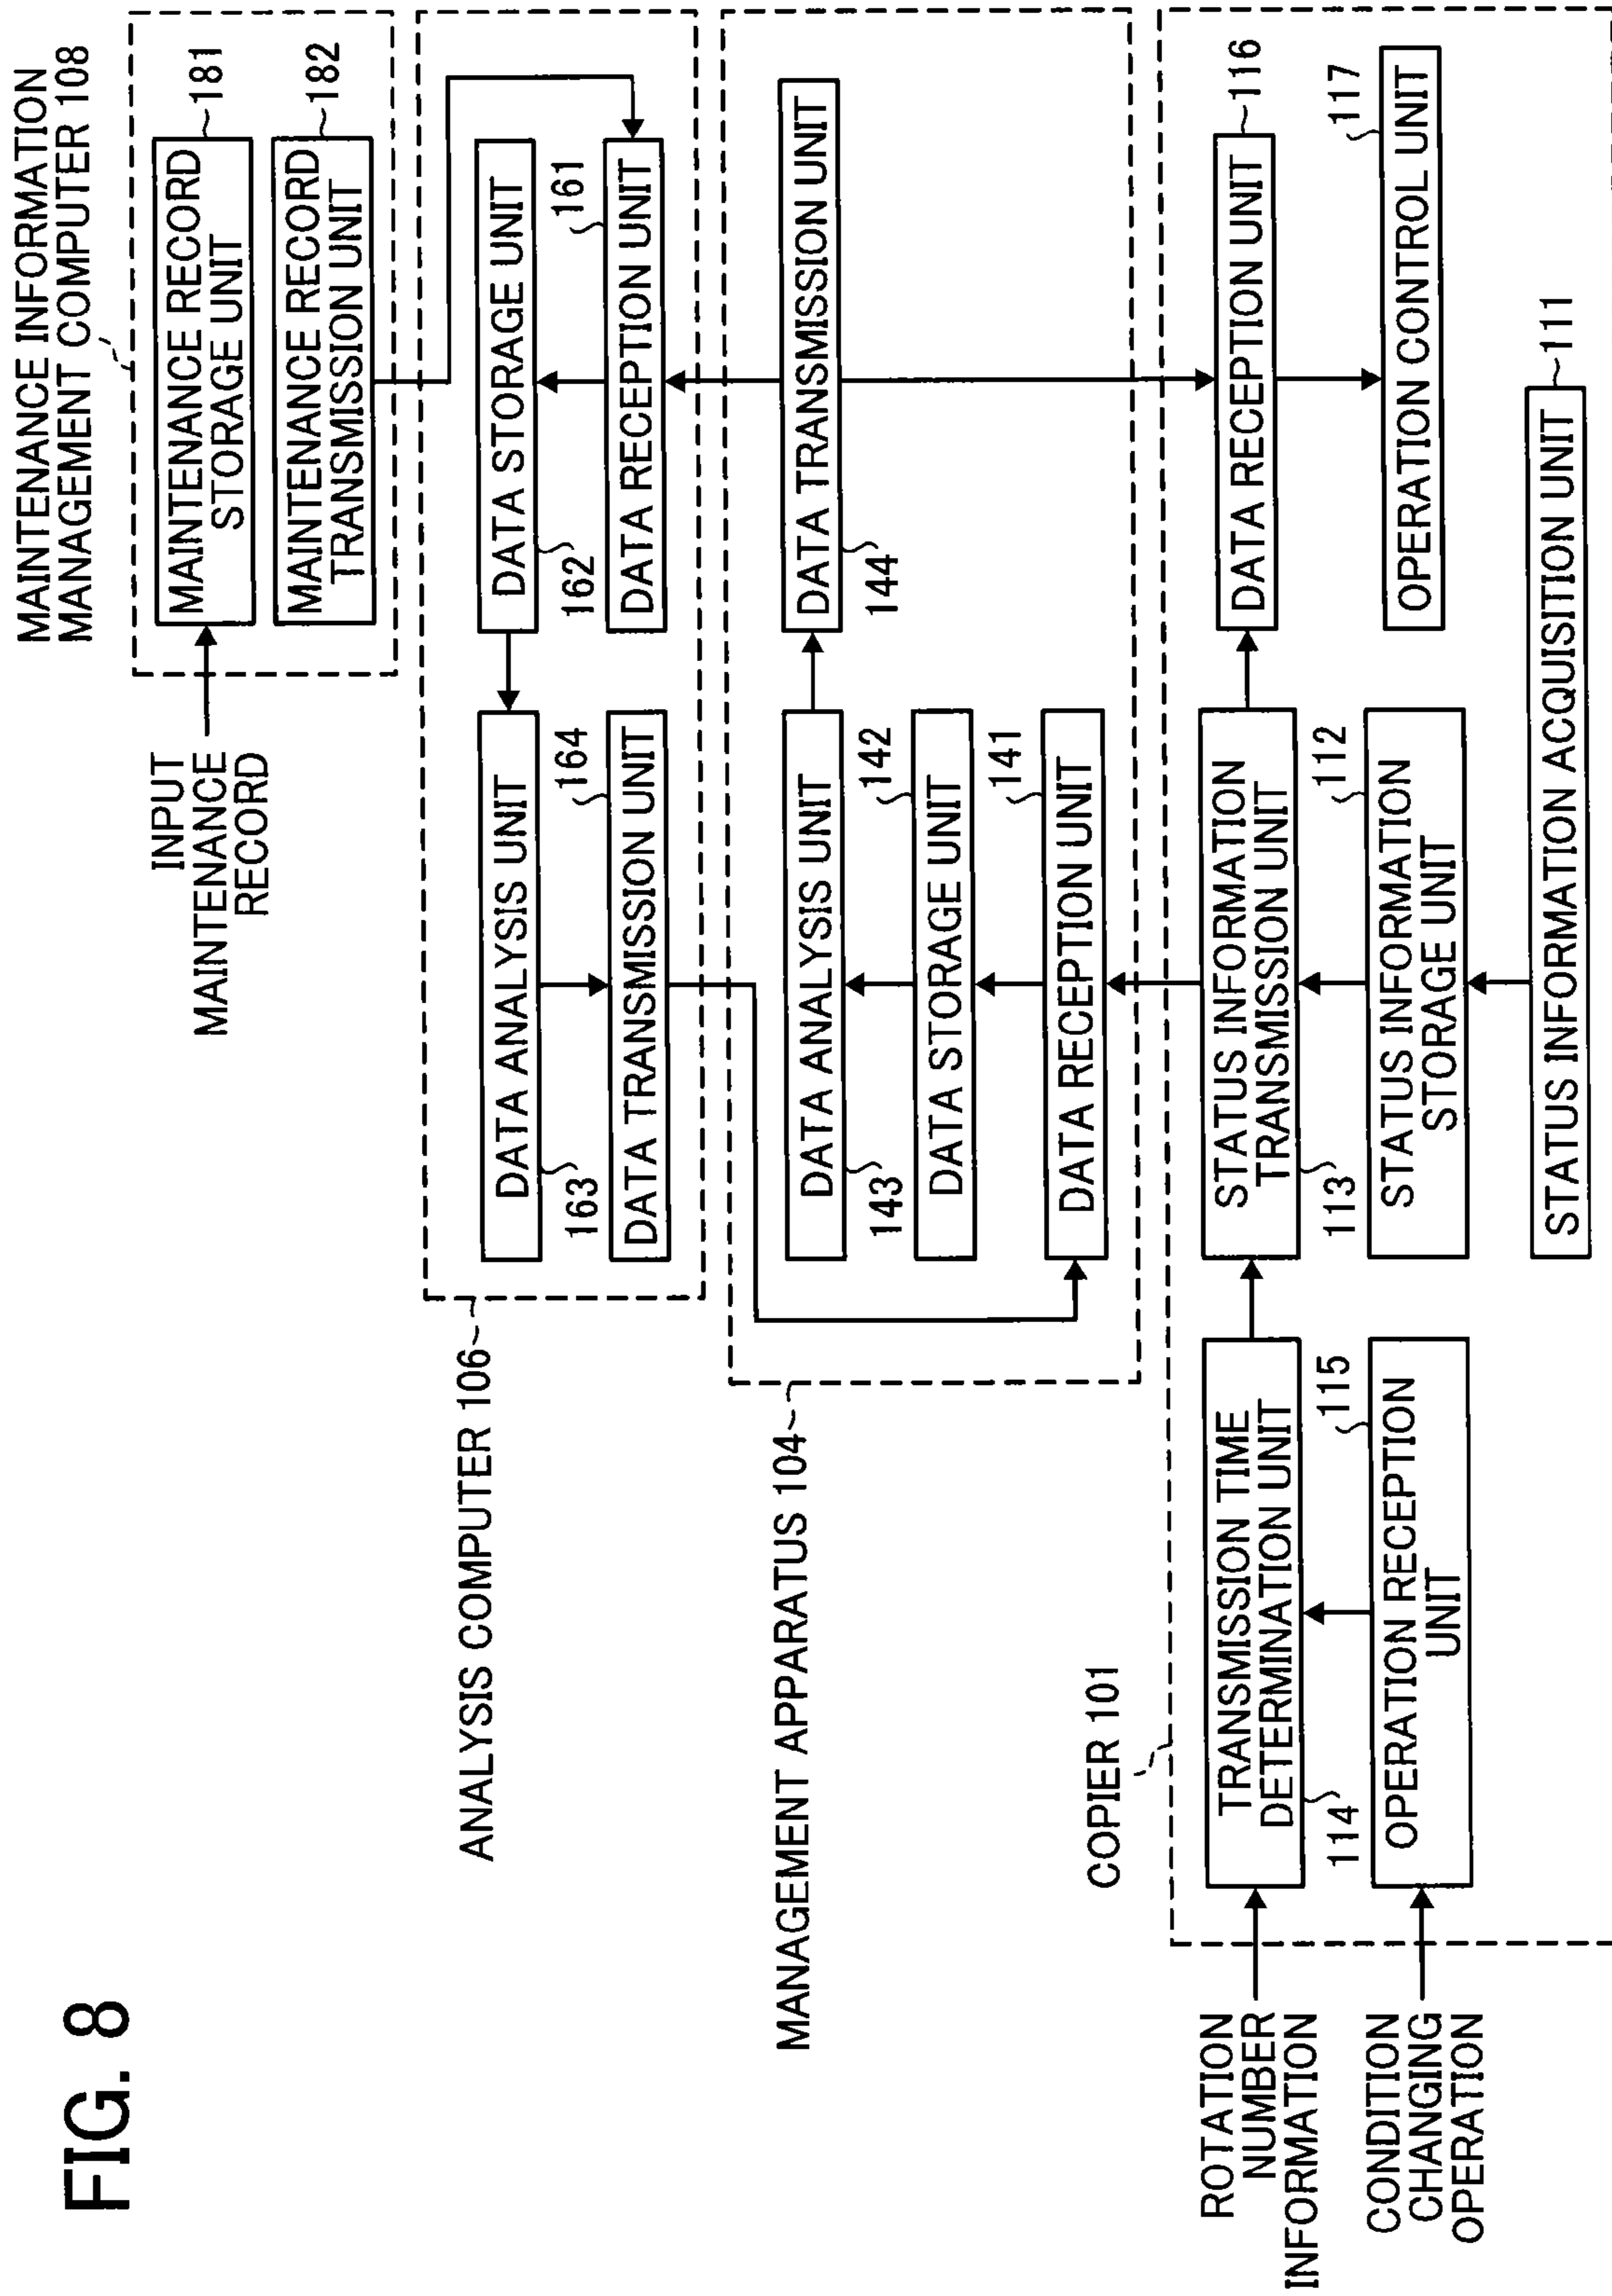 FIG. 8
MAINTENANCE INFORMATION
MANAGEMENT COMPUTER 108
INPUT
MAINTENANCE
RECORD
MAINTENANCE RECORD
STORAGE UNIT
181
MAINTENANCE RECORD
TRANSMISSION UNIT
182
ANALYSIS COMPUTER 106
DATA ANALYSIS UNIT
163
DATA STORAGE UNIT
162
164
DATA TRANSMISSION UNIT
161
DATA RECEPTION UNIT
MANAGEMENT APPARATUS 104
DATA ANALYSIS UNIT
143
DATA TRANSMISSION UNIT
144
142
DATA STORAGE UNIT
141
DATA RECEPTION UNIT
COPIER 101
ROTATION
NUMBER
INFORMATION
TRANSMISSION TIME
DETERMINATION UNIT
114
STATUS INFORMATION
TRANSMISSION UNIT
113
DATA RECEPTION UNIT
116
CONDITION
CHANGING
OPERATION
115
OPERATION RECEPTION
UNIT
112
STATUS INFORMATION
STORAGE UNIT
117
OPERATION CONTROL UNIT
STATUS INFORMATION ACQUISITION UNIT
111